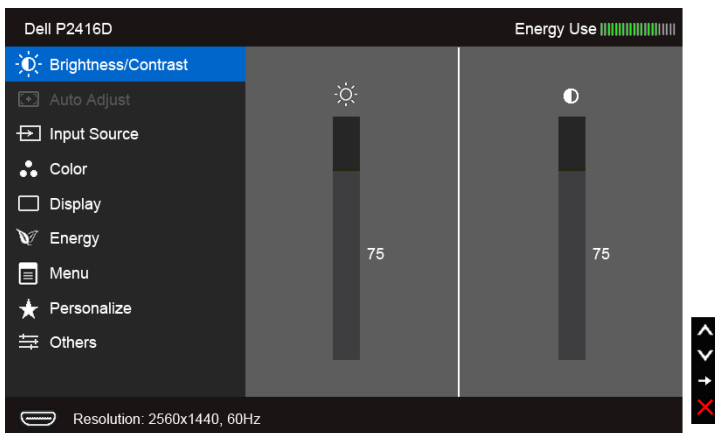 Dell P2416D
Energy Use
Brightness/Contrast
Auto Adjust
Input Source
Color
Display
Energy
Menu
Personalize
Others
75
75
Resolution: 2560x1440, 60Hz